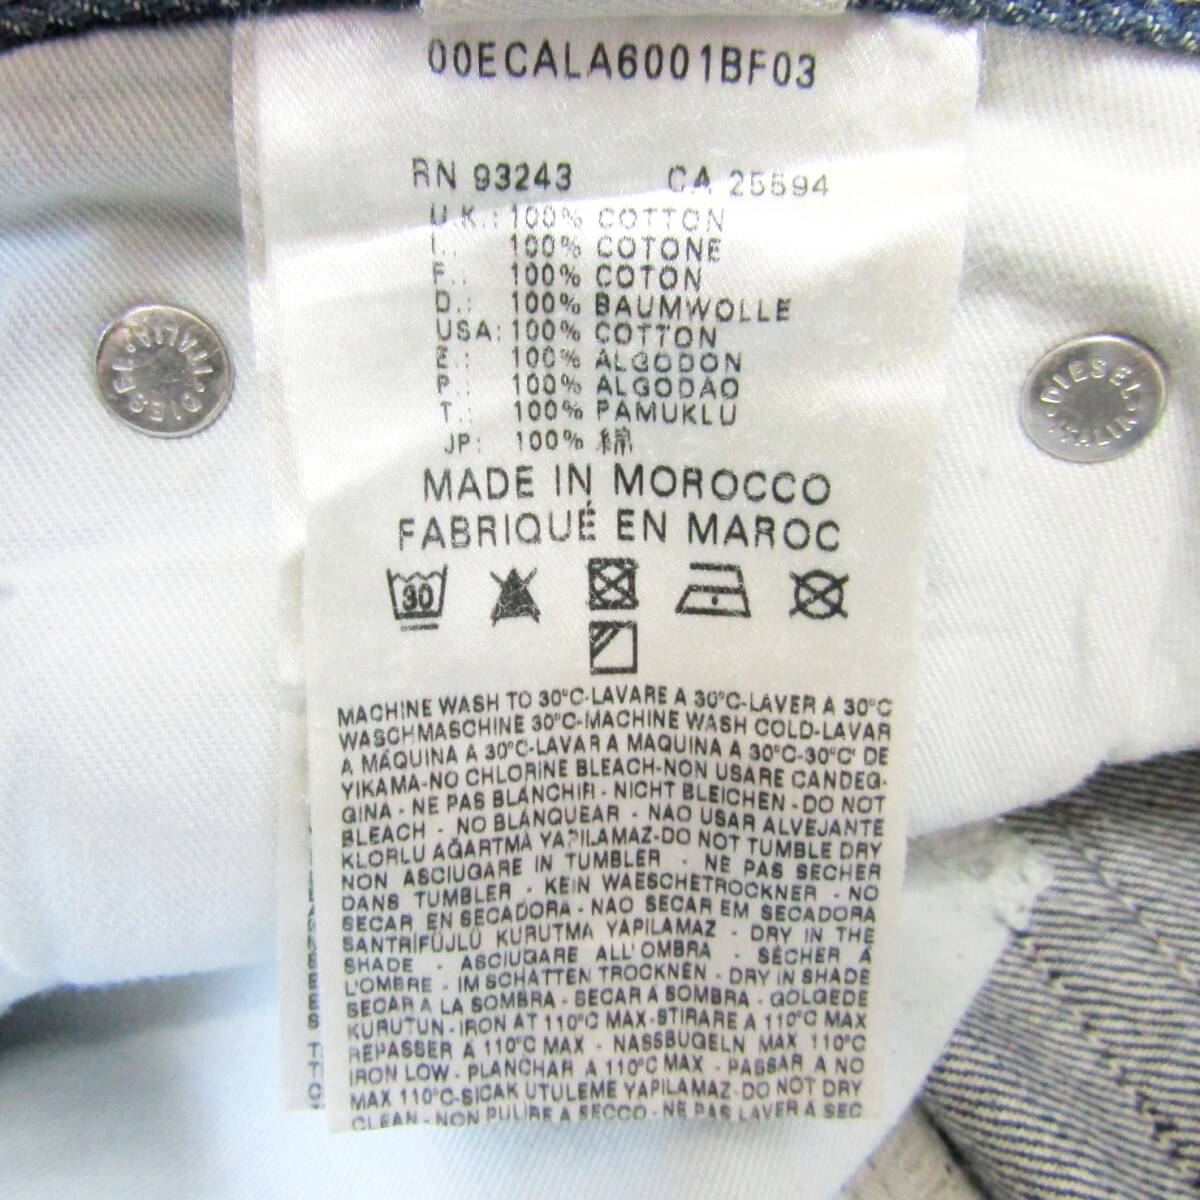 00ECALA6001BF03
RN 93243 CA 25594
U.K.: 100% COTTON
I.: 100% COTONE
F.: 100% COTON
D.: 100% BAUMWOLLE
USA: 100% COTTON
E.: 100% ALGODON
P.: 100% ALGODAO
T.: 100% PAMUKLU
JP: 100% 綿
MADE IN MOROCCO
FABRIQUÉ EN MAROC
30
MACHINE WASH TO 30°C-LAVARE A 30°C-LAVER A 30°C
WASCHMASCHINE 30°C-MACHINE WASH COLD-LAVAR
A MÁQUINA A 30°C-LAVAR A MAQUINA A 30°C-30°C' DE
YIKAMA-NO CHLORINE BLEACH-NON USARE CANDEG-
GINA - NE PAS BLANCHIR - NICHT BLEICHEN - DO NOT
BLEACH - NO BLANQUEAR - NÃO USAR ALVEJANTE
KLORLU AĞARTMA YAPILAMAZ-DO NOT TUMBLE DRY
NON ASCIUGARE IN TUMBLER - NE PAS SECHER
DANS TUMBLER - KEIN WAESCHETROCKNER - NO
SECAR EN SECADORA - NAO SECAR EM SECADORA
SANTRİFÜJLÜ KURUTMA YAPILAMAZ - DRY IN THE
SHADE - ASCIUGARE ALL'OMBRA - SÉCHER À
L'OMBRE - IM SCHATTEN TROCKNEN - DRY IN SHADE
SECAR A LA SOMBRA - SECAR A SOMBRA - GÖLGEDE
KURUTUN - IRON AT 110°C MAX-STIRARE A 110°C MAX
REPASSER A 110°C MAX - NASSBUGELN MAX 110°C
IRON LOW - PLANCHAR A 110°C MAX - PASSAR A NO
MAX 110°C-SICAK UTULEME YAPILAMAZ-DO NOT DRY
CLEAN - NON PULIRE A SECCO - NE PAS LAVER À SEC
DIESEL · ITALIA ·
DIESEL · ITALIA ·